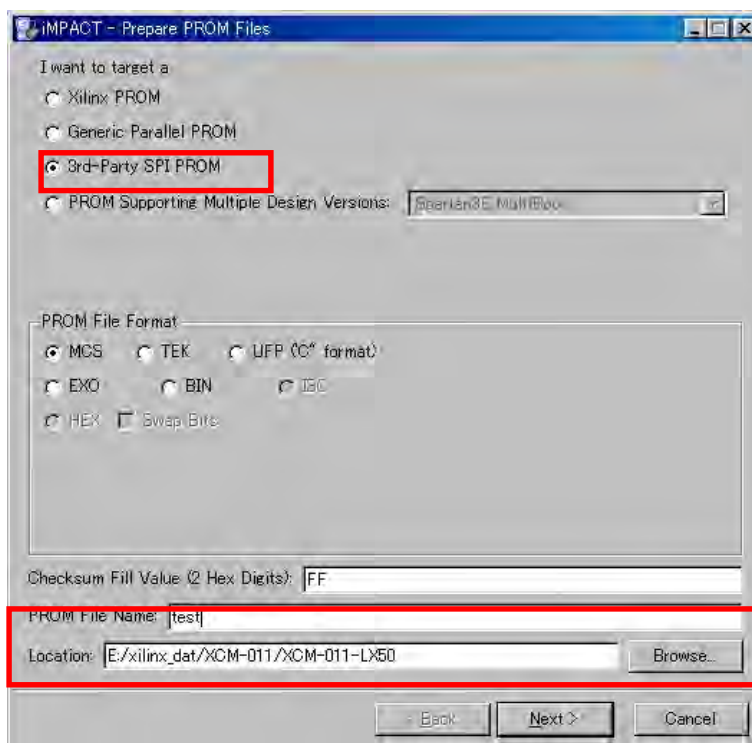 iMPACT - Prepare PROM Files
I want to target a
Xilinx PROM
Generic Parallel PROM
3rd-Party SPI PROM
PROM Supporting Multiple Design Versions: Spartan3E MultiBoot
PROM File Format
MCS TEK UFP ("C" format)
EXO BIN ISC
HEX Swap Bits
Checksum Fill Value (2 Hex Digits): FF
PROM File Name: test
Location: E:/xilinx_dat/XCM-011/XCM-011-LX50 Browse...
< Back Next > Cancel